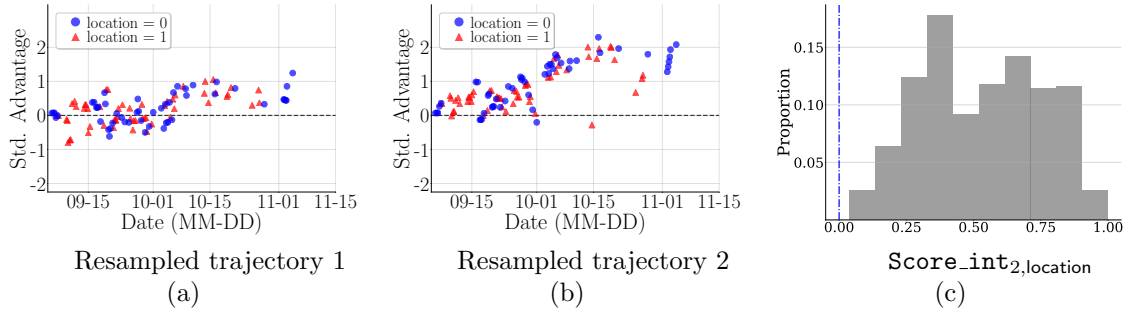 Std. Advantage
2
1
0
-1
-2
location = 0
location = 1
09-15
10-01
10-15
11-01
11-15
Date (MM-DD)
Resampled trajectory 1
(a)
Std. Advantage
2
1
0
-1
-2
location = 0
location = 1
09-15
10-01
10-15
11-01
11-15
Date (MM-DD)
Resampled trajectory 2
(b)
Proportion
0.15
0.10
0.05
0.00
0.25
0.50
0.75
1.00
Score_int2,location
(c)